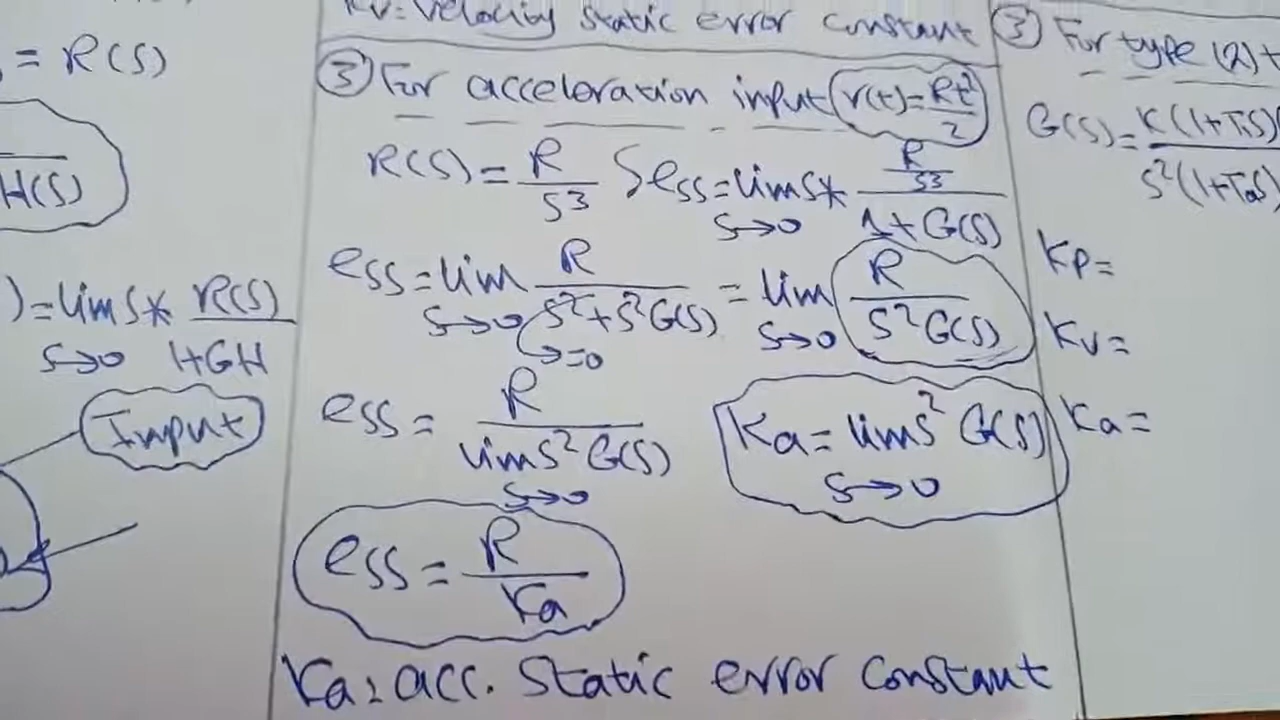 = R(S)
H(S)
) = lim S* R(S) / 1+GH
S→0
Input
Kv = velocity static error constant
③ For acceleration input (r(t) = Rt²/2)
R(S) = R/S³ ess = lim S* (R/S³)/(1+G(S))
S→0
ess = lim R/(S²+S²G(S)) = lim R/(S²G(S))
S→0 S→0
→=0
ess = R/(lim S²G(S)) Ka = lim S² G(S)
S→0 S→0
ess = R/Ka
Ka: acc. static error constant
③ For type (2)
G(S) = K(1+T1S) / S²(1+TaS)
Kp =
Kv =
Ka =